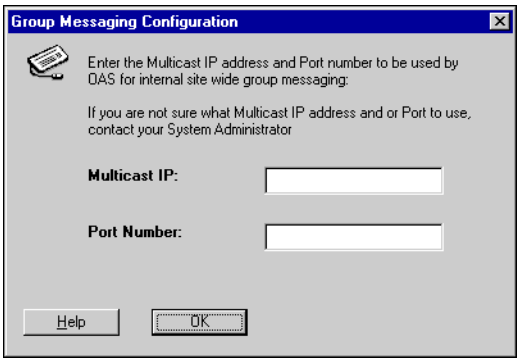 Group Messaging Configuration
Enter the Multicast IP address and Port number to be used by
OAS for internal site wide group messaging:
If you are not sure what Multicast IP address and or Port to use,
contact your System Administrator
Multicast IP:
Port Number:
Help
OK